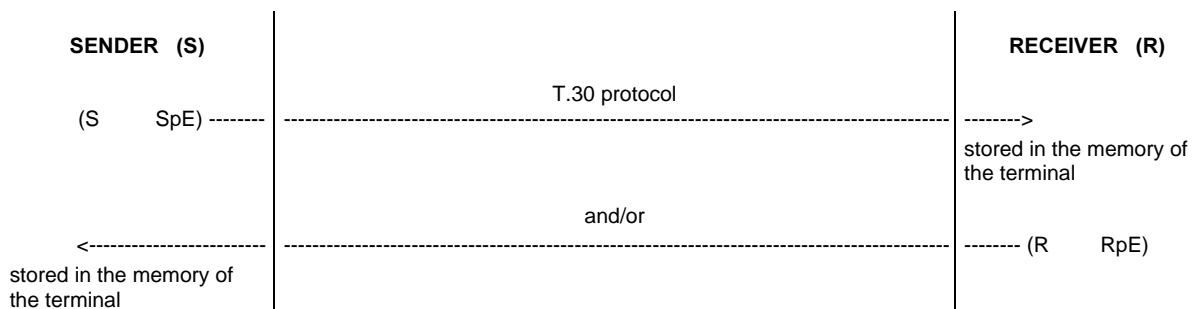 SENDER (S) RECEIVER (R)
T.30 protocol
(S SpE) -------- ------------------------------------------------------------------------------------------------ -------->
stored in the memory of
the terminal
and/or
<------------------------- ------------------------------------------------------------------------------------------------ -------- (R RpE)
stored in the memory of
the terminal